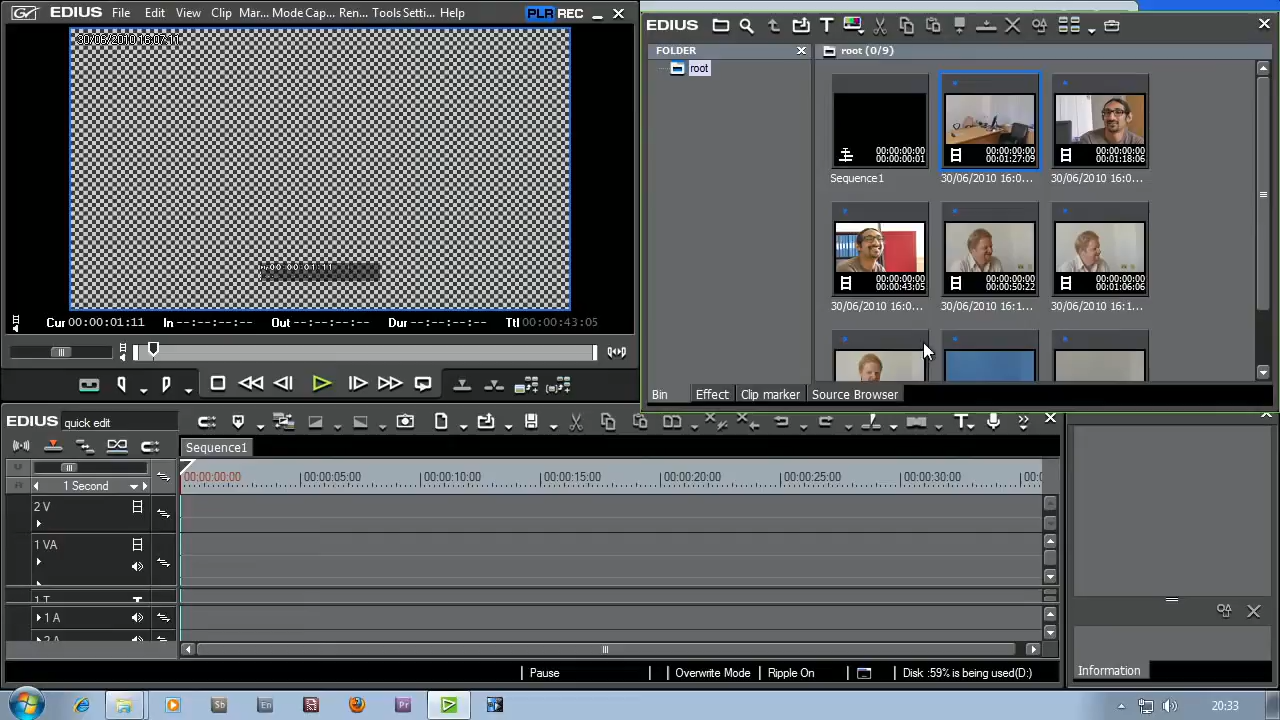 EDIUS File Edit View Clip Mar... Mode Cap... Ren... Tools Setti... Help PLR REC
30/06/2010 16:07:11
00:00:01:11
Cur 00:00:01:11 In --:--:--:-- Out --:--:--:-- Dur --:--:--:-- Ttl 00:00:43:05
EDIUS
FOLDER
root
root (0/9)
00:00:00:00
00:00:00:01
Sequence1
00:00:00:00
00:01:27:09
30/06/2010 16:0...
00:00:00:00
00:01:18:06
30/06/2010 16:0...
00:00:00:00
00:00:43:05
30/06/2010 16:0...
00:00:00:00
00:00:50:22
30/06/2010 16:1...
00:00:00:00
00:01:06:06
30/06/2010 16:1...
Bin Effect Clip marker Source Browser
EDIUS quick edit
Sequence1
1 Second
00:00:00:00 00:00:05:00 00:00:10:00 00:00:15:00 00:00:20:00 00:00:25:00 00:00:30:00
2 V
1 VA
1 T
1 A
2 A
Pause Overwrite Mode Ripple On Disk :59% is being used(D:)
Information
Sb En Pr 20:33